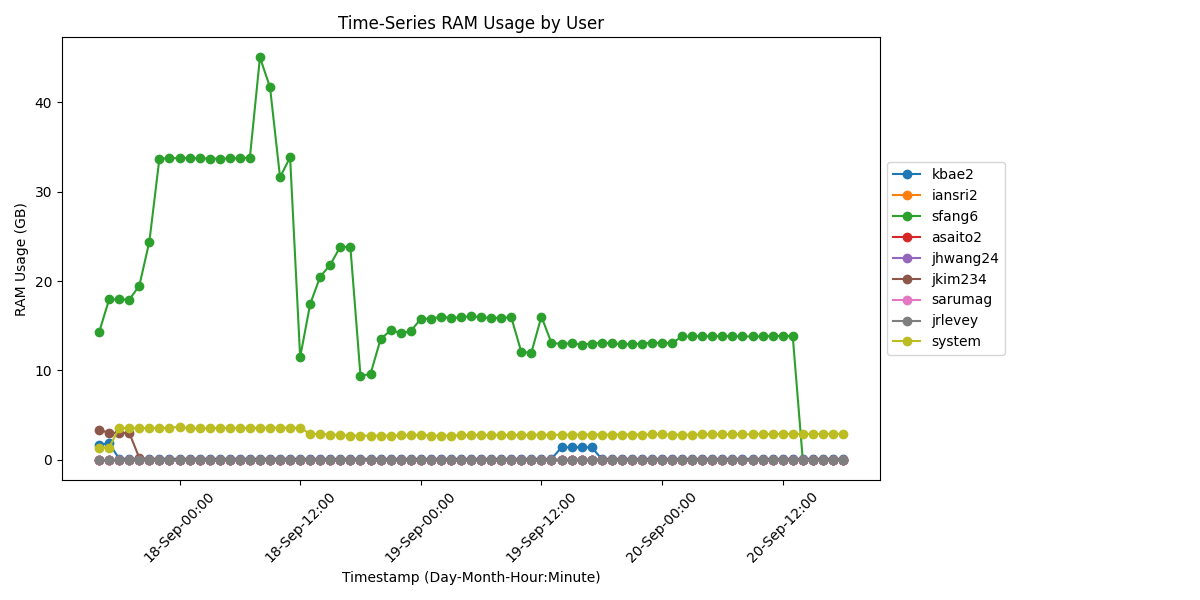 Time-Series RAM Usage by User
RAM Usage (GB)
40
30
20
10
0
18-Sep-00:00
18-Sep-12:00
19-Sep-00:00
19-Sep-12:00
20-Sep-00:00
20-Sep-12:00
Timestamp (Day-Month-Hour:Minute)
kbae2
iansri2
sfang6
asaito2
jhwang24
jkim234
sarumag
jrlevey
system